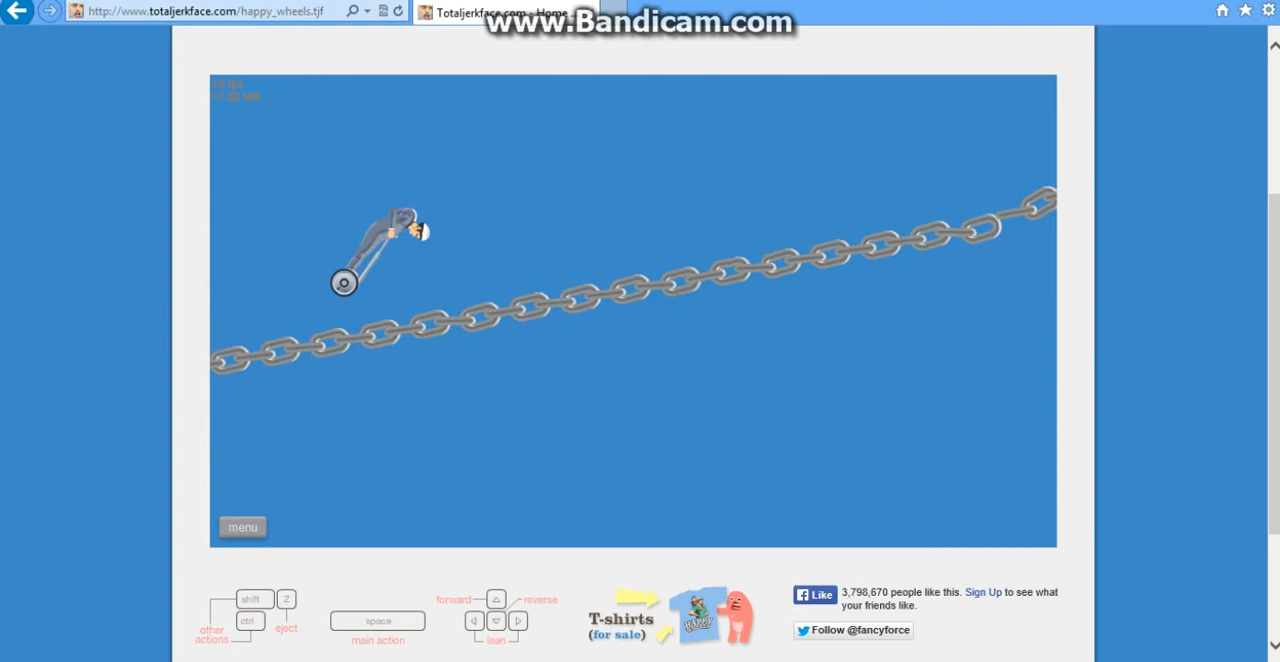 http://www.totaljerkface.com/happy_wheels.tjf
Totaljerkface.com - Home ...
www.Bandicam.com
menu
shift
Z
ctrl
other
actions
eject
space
main action
forward
reverse
lean
T-shirts
(for sale)
HAPPY
Like
3,798,670 people like this. Sign Up to see what
your friends like.
Follow @fancyforce